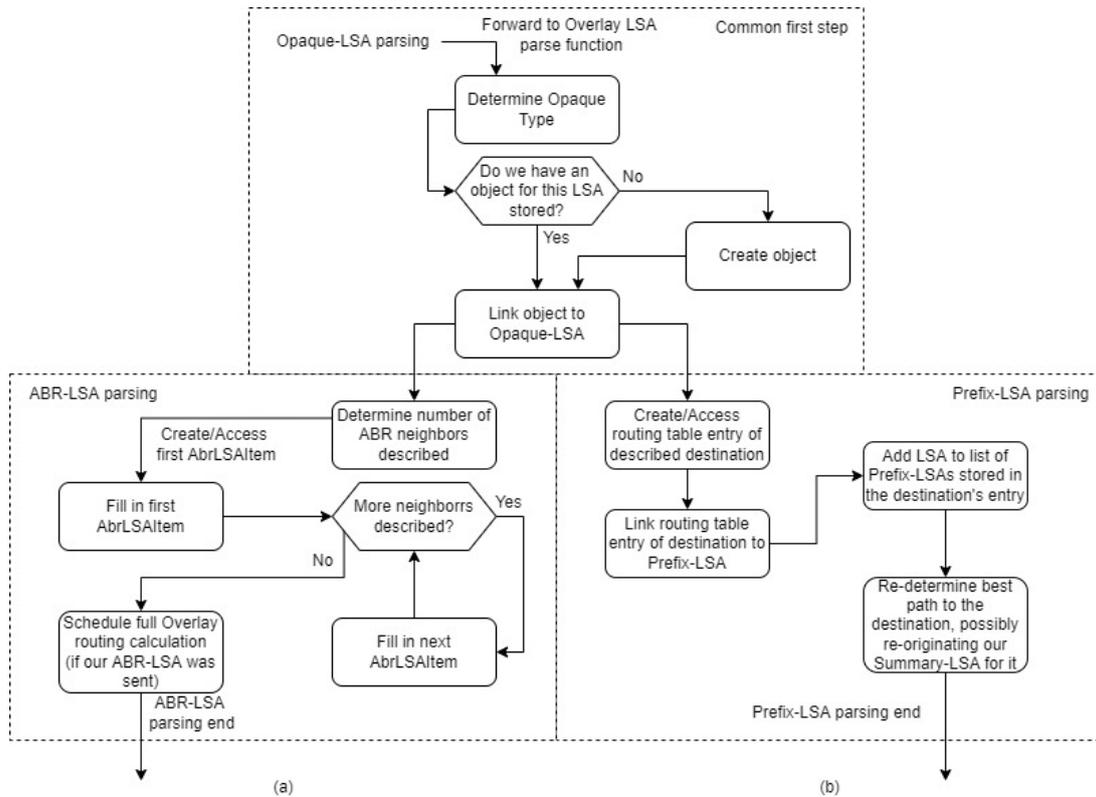 Opaque-LSA parsing
Forward to Overlay LSA
parse function
Common first step
Determine Opaque
Type
Do we have an
object for this LSA
stored?
No
Yes
Create object
Link object to
Opaque-LSA
ABR-LSA parsing
Determine number of
ABR neighbors
described
Create/Access
first AbrLSAItem
Fill in first
AbrLSAItem
More neighborrs
described?
Yes
No
Schedule full Overlay
routing calculation
(if our ABR-LSA was
sent)
Fill in next
AbrLSAItem
ABR-LSA
parsing end
(a)
Prefix-LSA parsing
Create/Access
routing table entry of
described destination
Link routing table
entry of destination to
Prefix-LSA
Add LSA to list of
Prefix-LSAs stored in
the destination's entry
Re-determine best
path to the
destination, possibly
re-originating our
Summary-LSA for it
Prefix-LSA parsing end
(b)